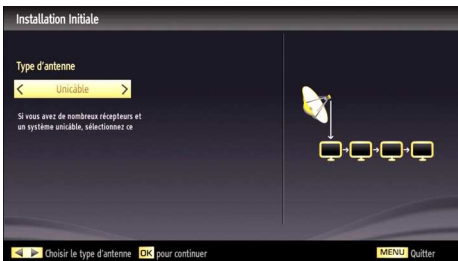 Installation Initiale
Type d'antenne
Unicâble
Si vous avez de nombreux récepteurs et
un système unicâble, sélectionnez ce
Choisir le type d'antenne OK pour continuer
MENU Quitter